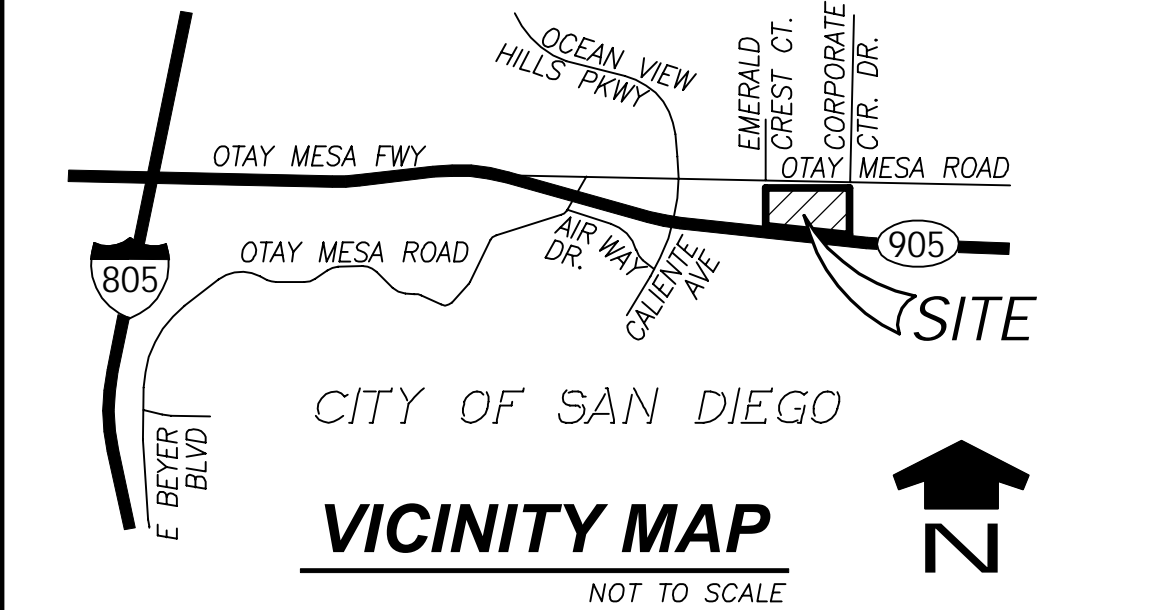 OCEAN VIEW
HILLS PKWY
EMERALD
CREST CT.
CORPORATE
CTR. DR.
OTAY MESA FWY
OTAY MESA ROAD
OTAY MESA ROAD
AIR WAY
DR.
CALIENTE
AVE
905
805
SITE
CITY OF SAN DIEGO
E BEYER
BLVD
VICINITY MAP
NOT TO SCALE
N